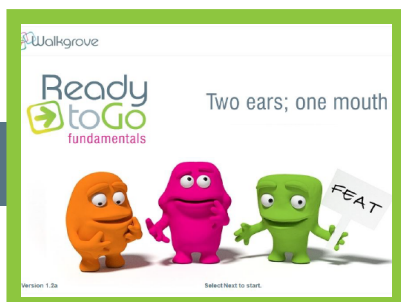 Walkgrove
Ready
toGo
fundamentals
Two ears; one mouth
FEAT
Version 1.2a
Select Next to start.